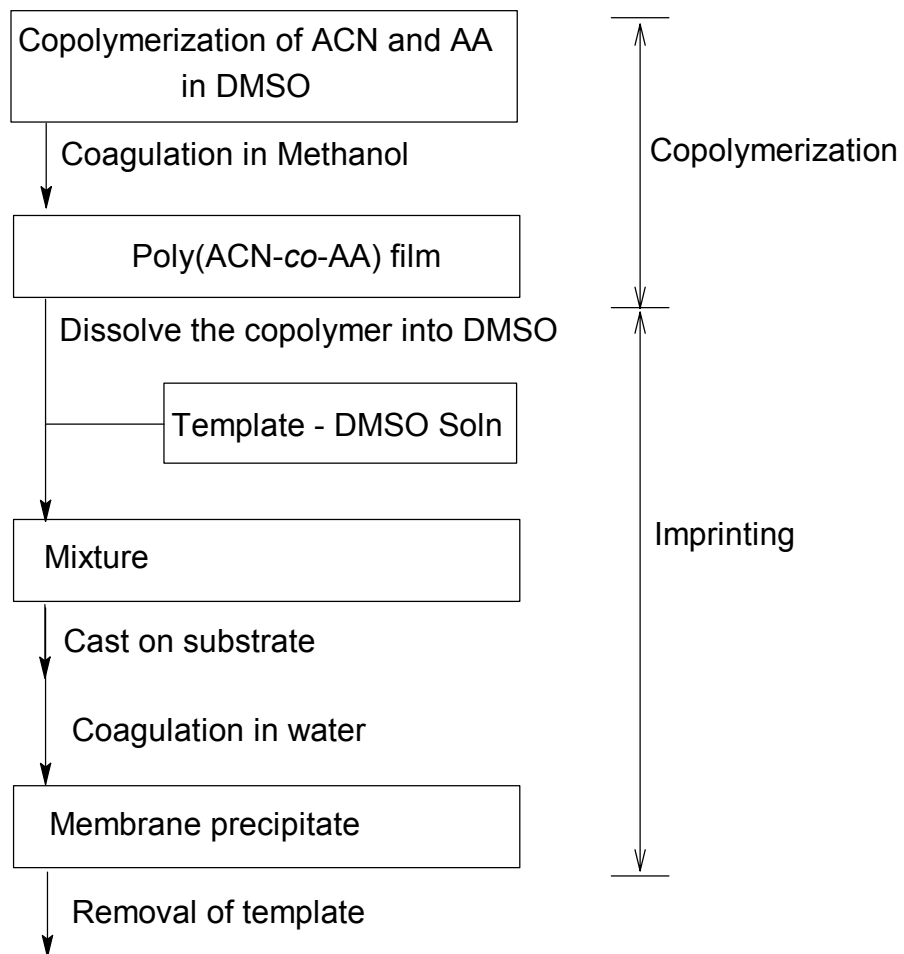 Copolymerization of ACN and AA
in DMSO
Coagulation in Methanol
Copolymerization
Poly(ACN-co-AA) film
Dissolve the copolymer into DMSO
Template - DMSO Soln
Mixture
Imprinting
Cast on substrate
Coagulation in water
Membrane precipitate
Removal of template